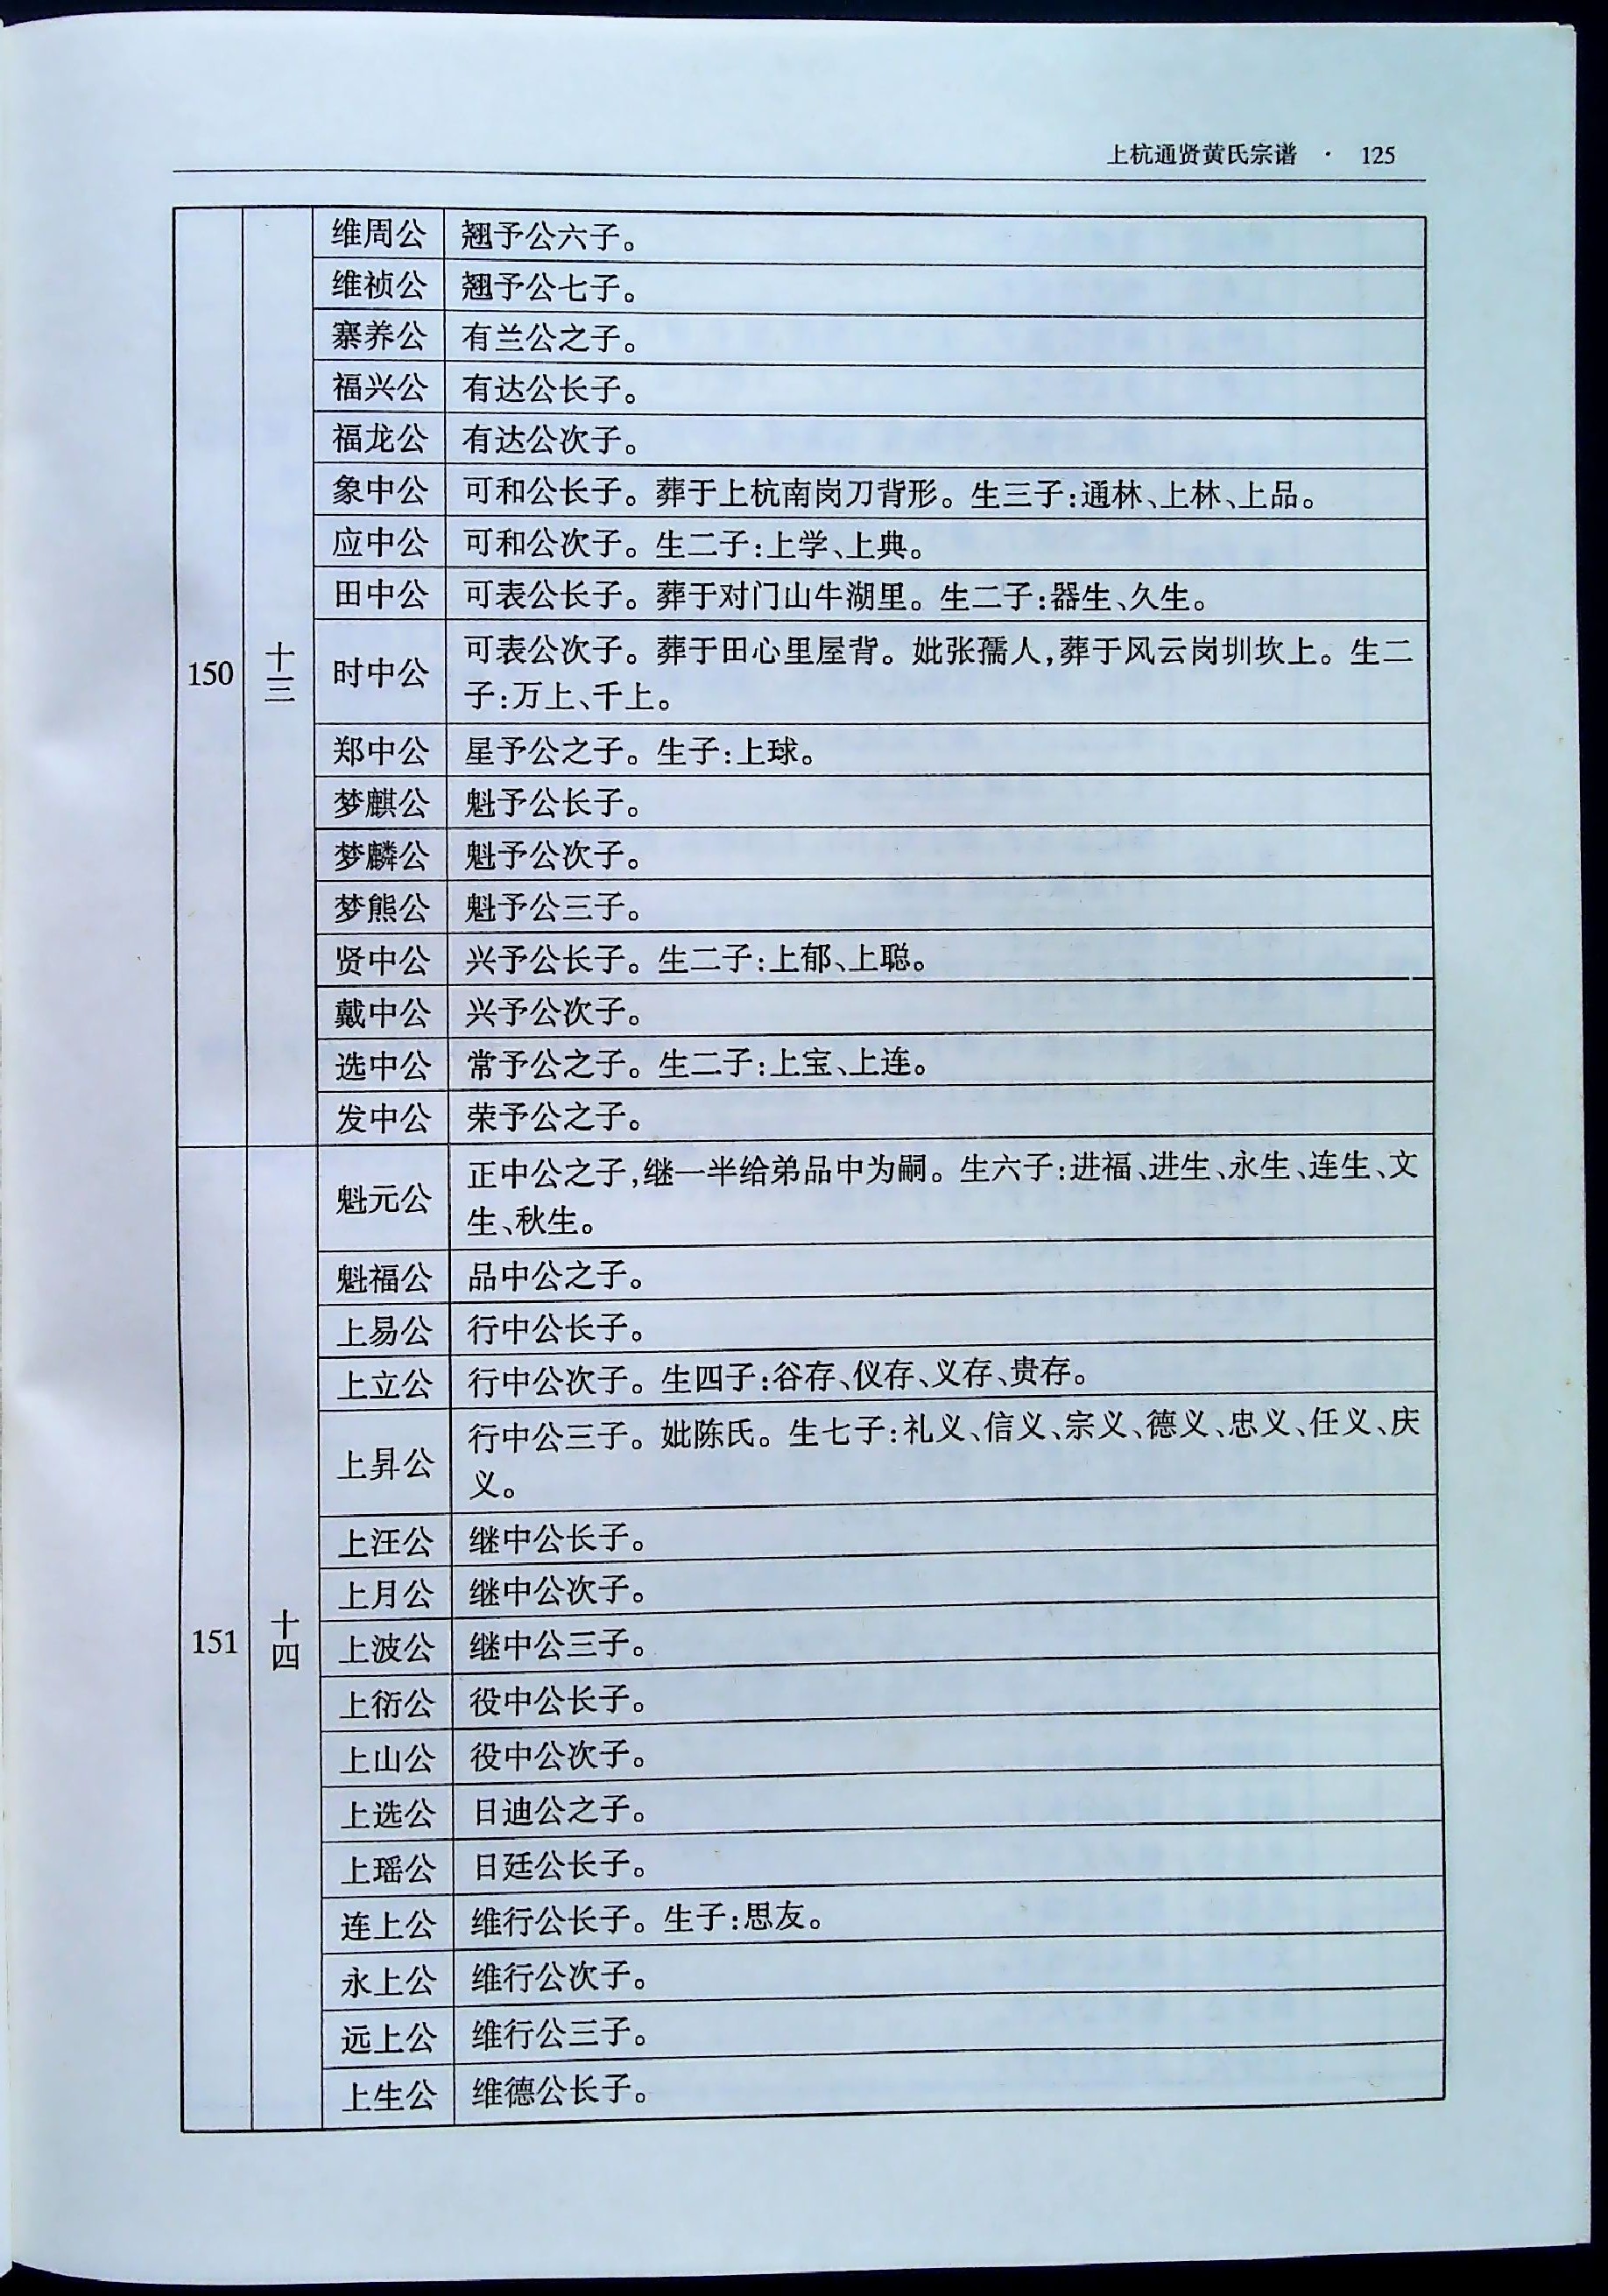 上杭通贤黄氏宗谱 · 125
150
十三
维周公 翘予公六子。
维祯公 翘予公七子。
寨养公 有兰公之子。
福兴公 有达公长子。
福龙公 有达公次子。
象中公 可和公长子。葬于上杭南岗刀背形。生三子:通林、上林、上品。
应中公 可和公次子。生二子:上学、上典。
田中公 可表公长子。葬于对门山牛湖里。生二子:器生、久生。
时中公 可表公次子。葬于田心里屋背。妣张孺人,葬于风云岗圳坎上。生二
子:万上、千上。
郑中公 星予公之子。生子:上球。
梦麒公 魁予公长子。
梦麟公 魁予公次子。
梦熊公 魁予公三子。
贤中公 兴予公长子。生二子:上郁、上聪。
戴中公 兴予公次子。
选中公 常予公之子。生二子:上宝、上连。
发中公 荣予公之子。
151
十四
魁元公 正中公之子,继一半给弟品中为嗣。生六子:进福、进生、永生、连生、文
生、秋生。
魁福公 品中公之子。
上易公 行中公长子。
上立公 行中公次子。生四子:谷存、仪存、义存、贵存。
上昇公 行中公三子。妣陈氏。生七子:礼义、信义、宗义、德义、忠义、任义、庆
义。
上汪公 继中公长子。
上月公 继中公次子。
上波公 继中公三子。
上衍公 役中公长子。
上山公 役中公次子。
上选公 日迪公之子。
上瑶公 日廷公长子。
连上公 维行公长子。生子:思友。
永上公 维行公次子。
远上公 维行公三子。
上生公 维德公长子。